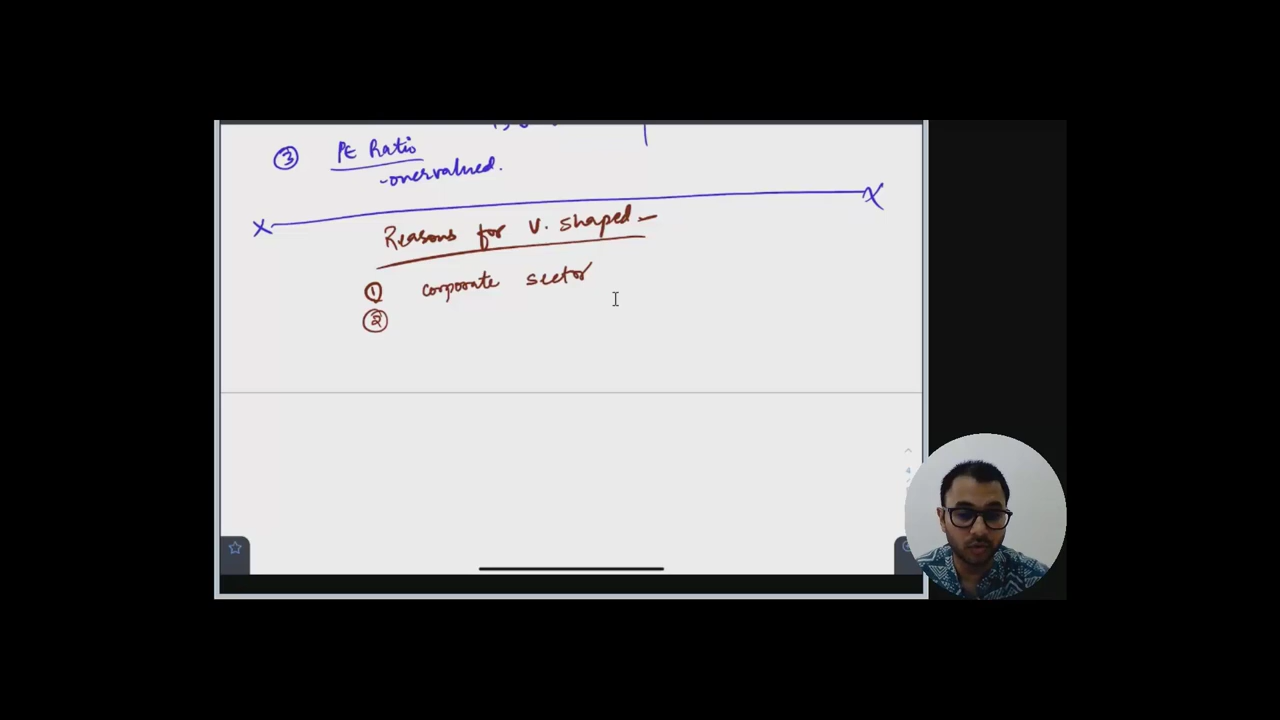 ③ PE Ratio
-overvalued.
X X
Reasons for V. shaped -
① corporate sector
②